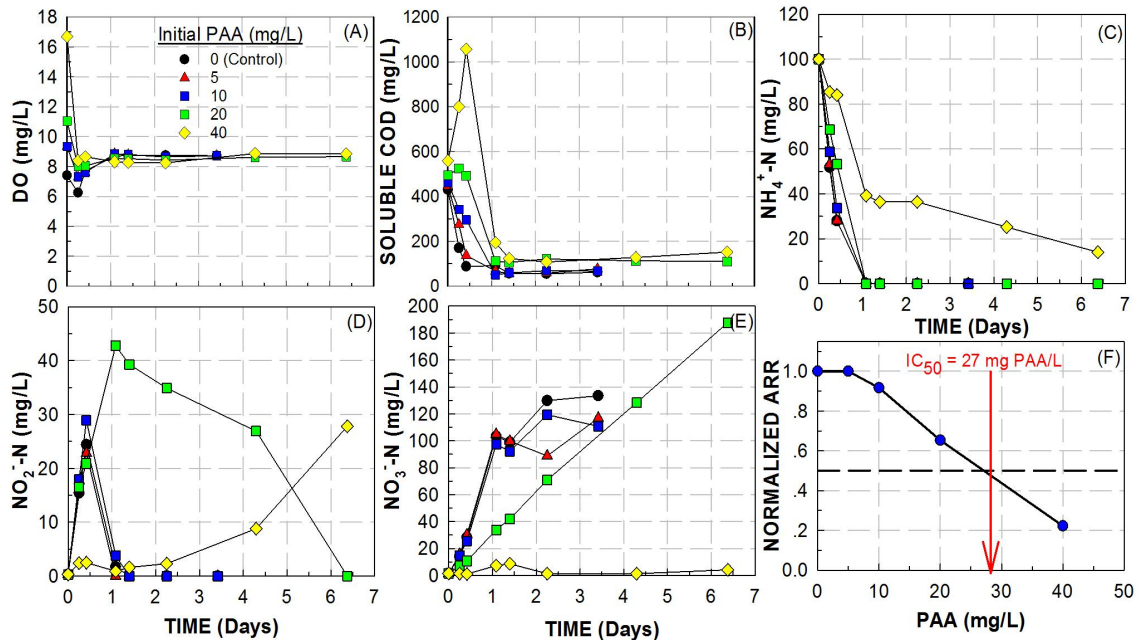 (A)
Initial PAA (mg/L)
0 (Control)
5
10
20
40
DO (mg/L)
18
16
14
12
10
8
6
4
2
0
0 1 2 3 4 5 6 7
(B)
SOLUBLE COD (mg/L)
1200
1000
800
600
400
200
0
0 1 2 3 4 5 6 7
(C)
NH₄⁺-N (mg/L)
120
100
80
60
40
20
0
0 1 2 3 4 5 6 7
TIME (Days)
(D)
NO₂⁻-N (mg/L)
50
40
30
20
10
0
0 1 2 3 4 5 6 7
TIME (Days)
(E)
NO₃⁻-N (mg/L)
200
180
160
140
120
100
80
60
40
20
0
0 1 2 3 4 5 6 7
TIME (Days)
(F)
IC₅₀ = 27 mg PAA/L
NORMALIZED ARR
1.0
.8
.6
.4
.2
0.0
0 10 20 30 40 50
PAA (mg/L)